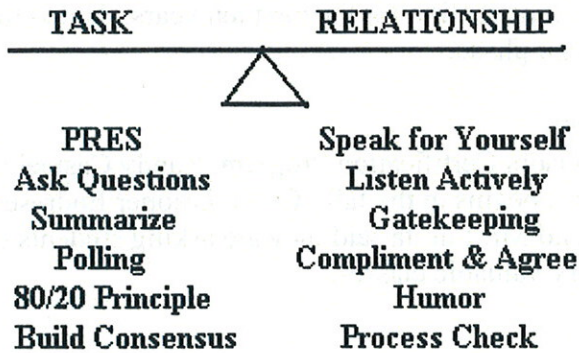 TASK
RELATIONSHIP
PRES
Ask Questions
Summarize
Polling
80/20 Principle
Build Consensus
Speak for Yourself
Listen Actively
Gatekeeping
Compliment & Agree
Humor
Process Check